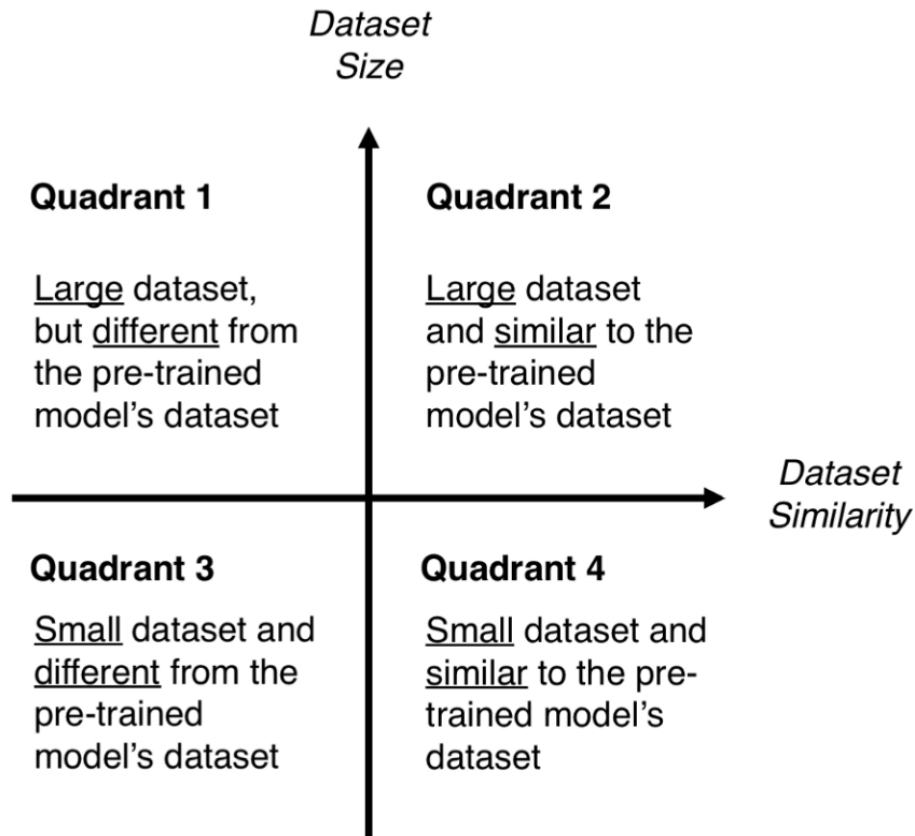 Dataset
Size
Quadrant 1
Large dataset,
but different from
the pre-trained
model's dataset
Quadrant 2
Large dataset
and similar to the
pre-trained
model's dataset
Dataset
Similarity
Quadrant 3
Small dataset and
different from the
pre-trained
model's dataset
Quadrant 4
Small dataset and
similar to the pre-
trained model's
dataset